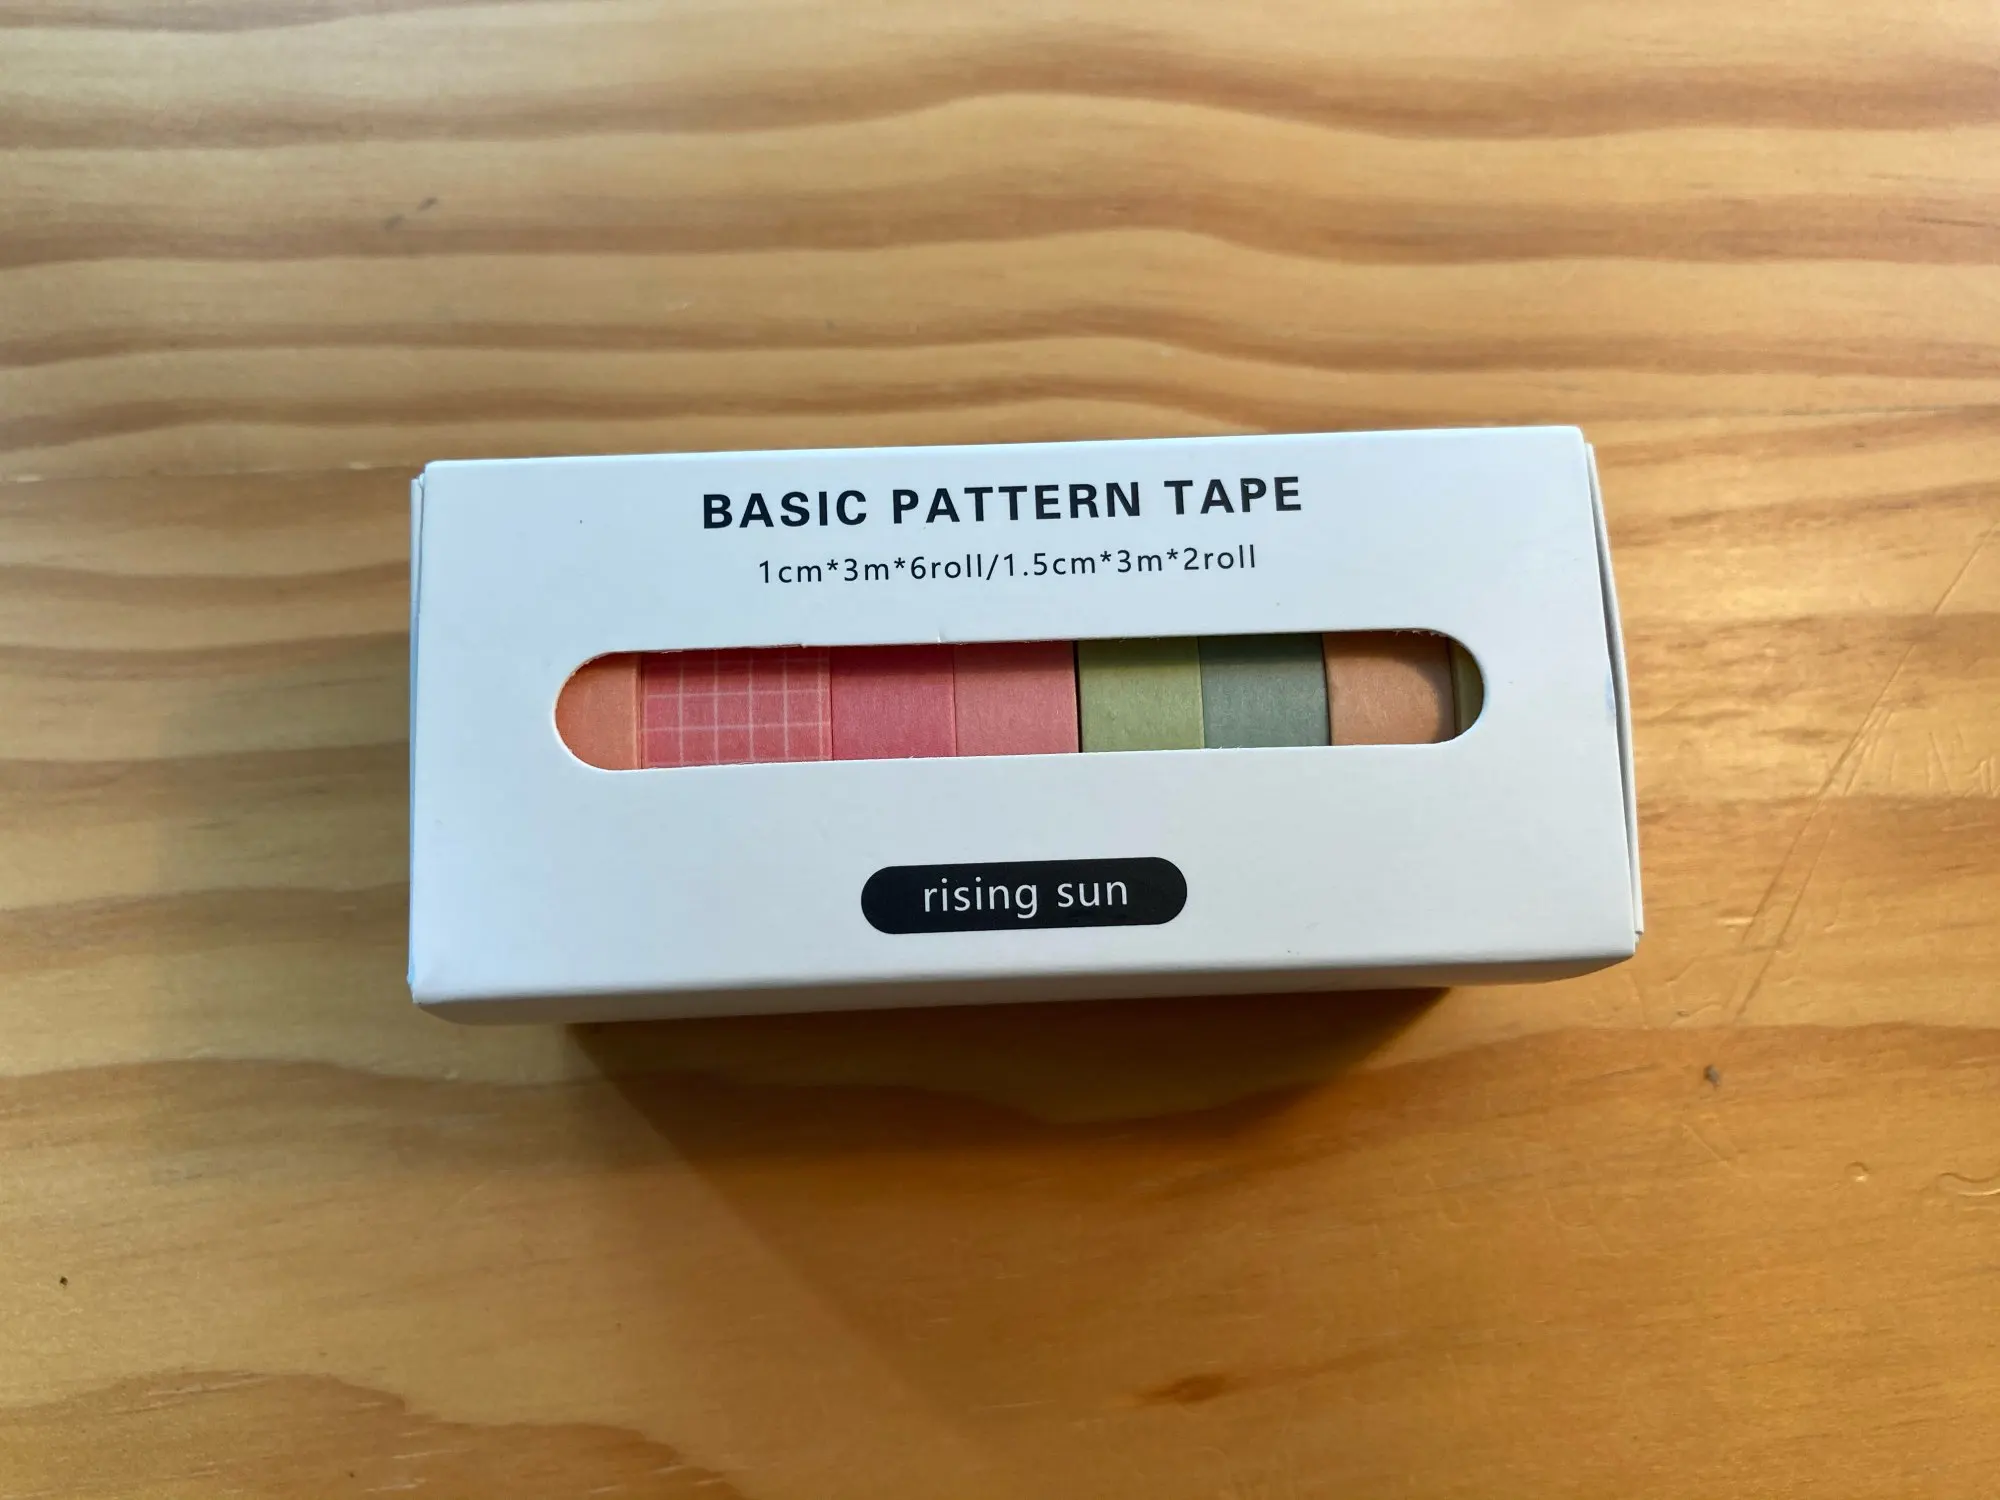 BASIC PATTERN TAPE
1cm*3m*6roll/1.5cm*3m*2roll
rising sun